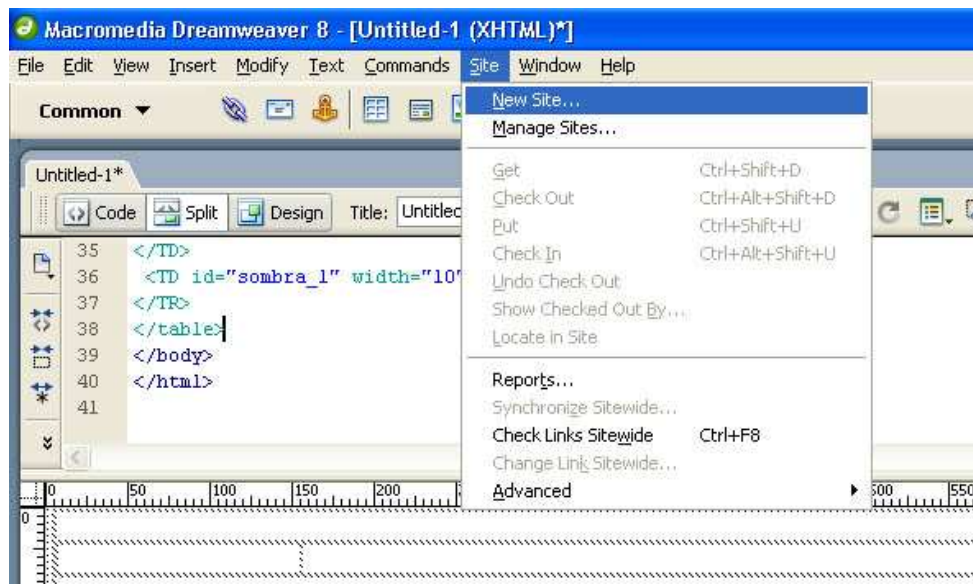 Macromedia Dreamweaver 8 - [Untitled-1 (XHTML)*]
File Edit View Insert Modify Text Commands Site Window Help
Common
New Site...
Manage Sites...
Get Ctrl+Shift+D
Check Out Ctrl+Alt+Shift+D
Put Ctrl+Shift+U
Check In Ctrl+Alt+Shift+U
Undo Check Out
Show Checked Out By...
Locate in Site
Reports...
Synchronize Sitewide...
Check Links Sitewide Ctrl+F8
Change Link Sitewide...
Advanced
Untitled-1*
Code Split Design Title:
35 </TD>
36 <TD id="sombra_1" width="10"
37 </TR>
38 </table>
39 </body>
40 </html>
41
0 50 100 150 200 500 550
0